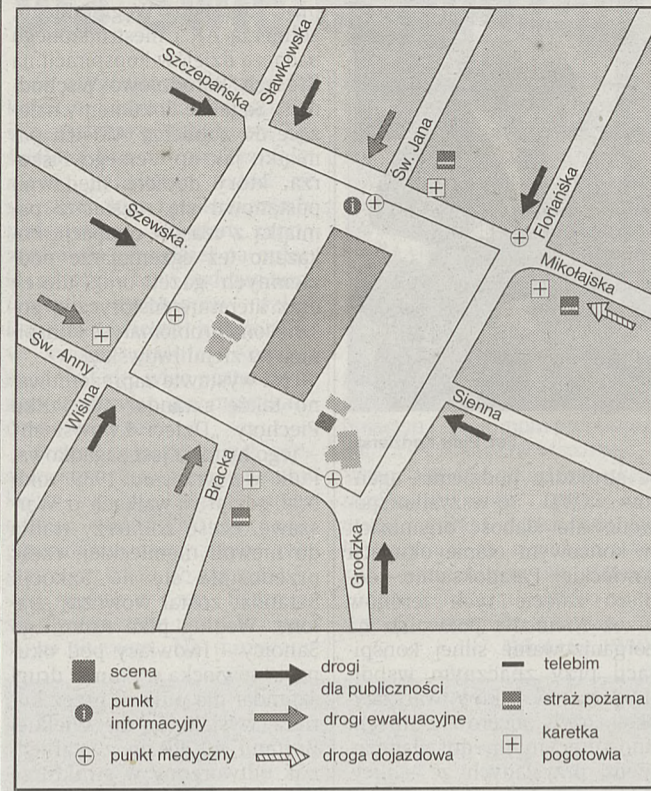 Szczepańska
Sławkowska
Św. Jana
Floriańska
Mikołajska
Szewska.
i
Św. Anny
Wiślna
Bracka
Sienna
Grodzka
scena
drogi
dla publiczności
telebim
i
punkt
informacyjny
drogi ewakuacyjne
straż pożarna
punkt medyczny
droga dojazdowa
karetka
pogotowia